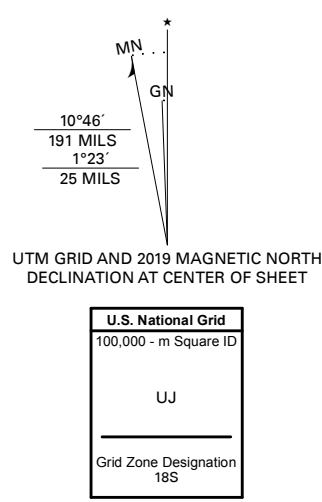 MN
GN
10°46´
191 MILS
1°23´
25 MILS
UTM GRID AND 2019 MAGNETIC NORTH
DECLINATION AT CENTER OF SHEET
U.S. National Grid
100,000 - m Square ID
UJ
Grid Zone Designation
18S